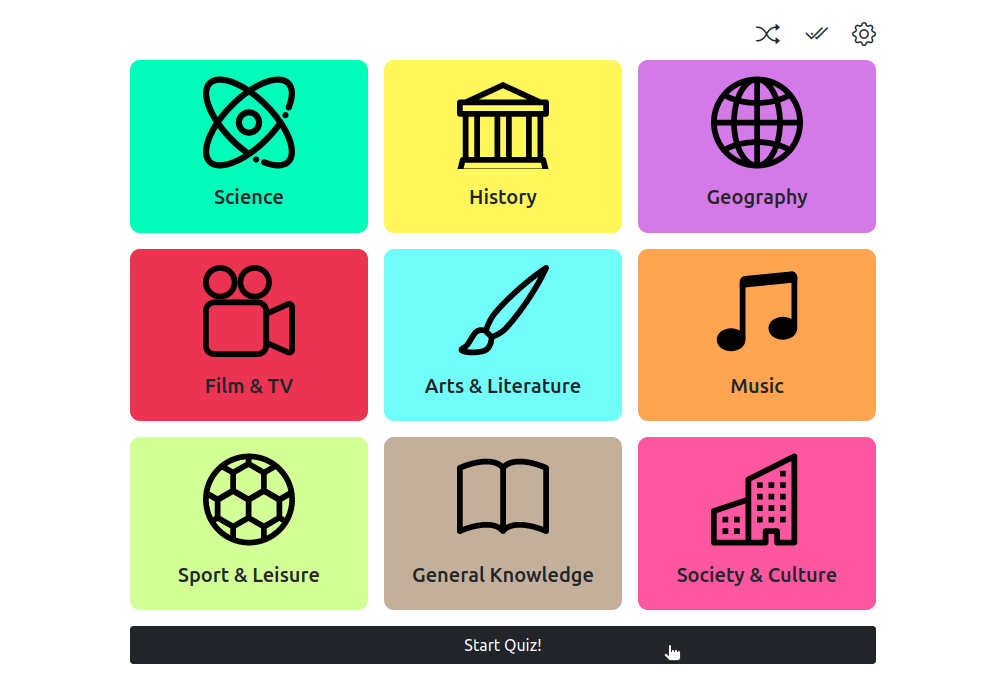 Science
History
Geography
Film & TV
Arts & Literature
Music
Sport & Leisure
General Knowledge
Society & Culture
Start Quiz!